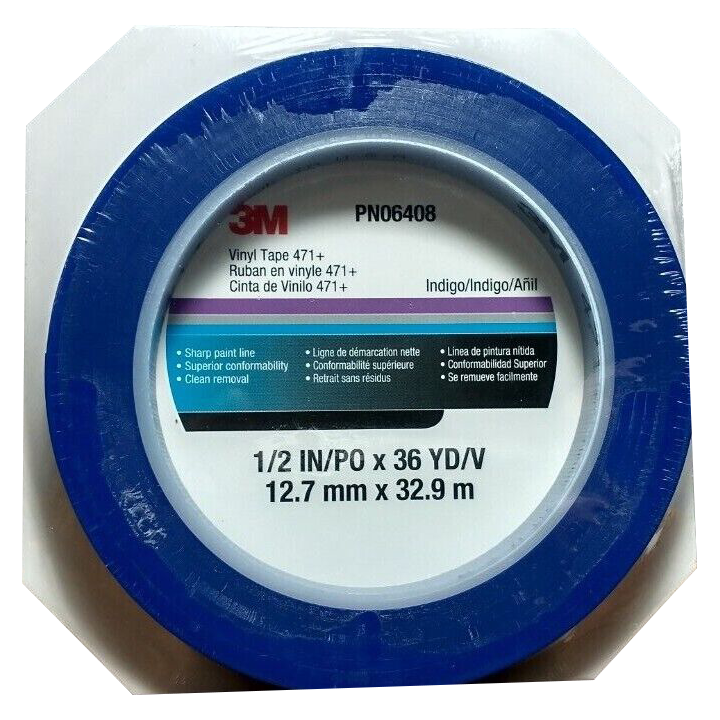 3M PN06408
Vinyl Tape 471+
Ruban en vinyle 471+
Cinta de Vinilo 471+ Indigo/Indigo/Añil
• Sharp paint line
• Superior conformability
• Clean removal
• Ligne de démarcation nette
• Conformabilité supérieure
• Retrait sans résidus
• Línea de pintura nítida
• Conformabilidad Superior
• Se remueve facilmente
1/2 IN/PO x 36 YD/V
12.7 mm x 32.9 m